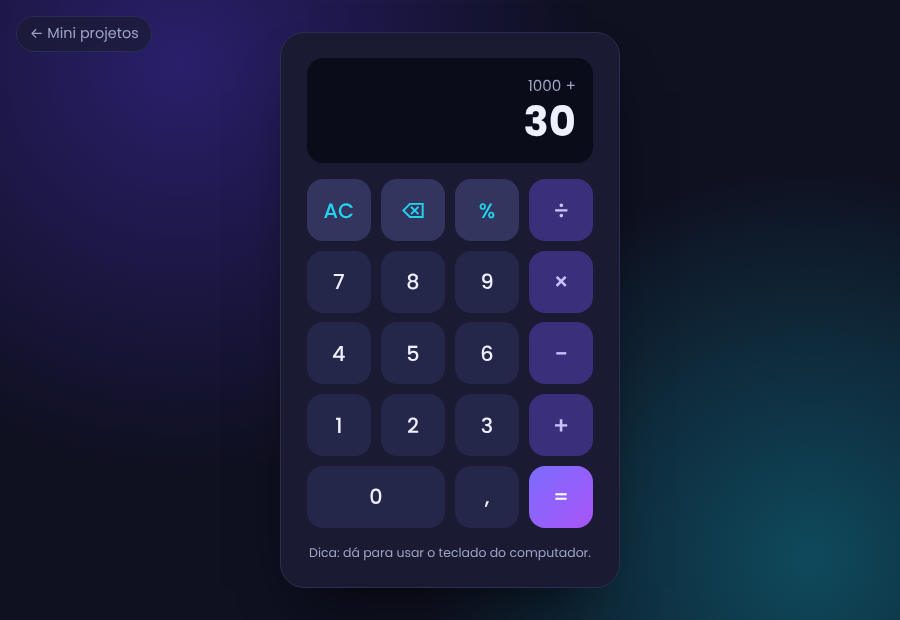 ← Mini projetos
1000 +
30
AC ⌫ % ÷
7 8 9 ×
4 5 6 −
1 2 3 +
0 , =
Dica: dá para usar o teclado do computador.